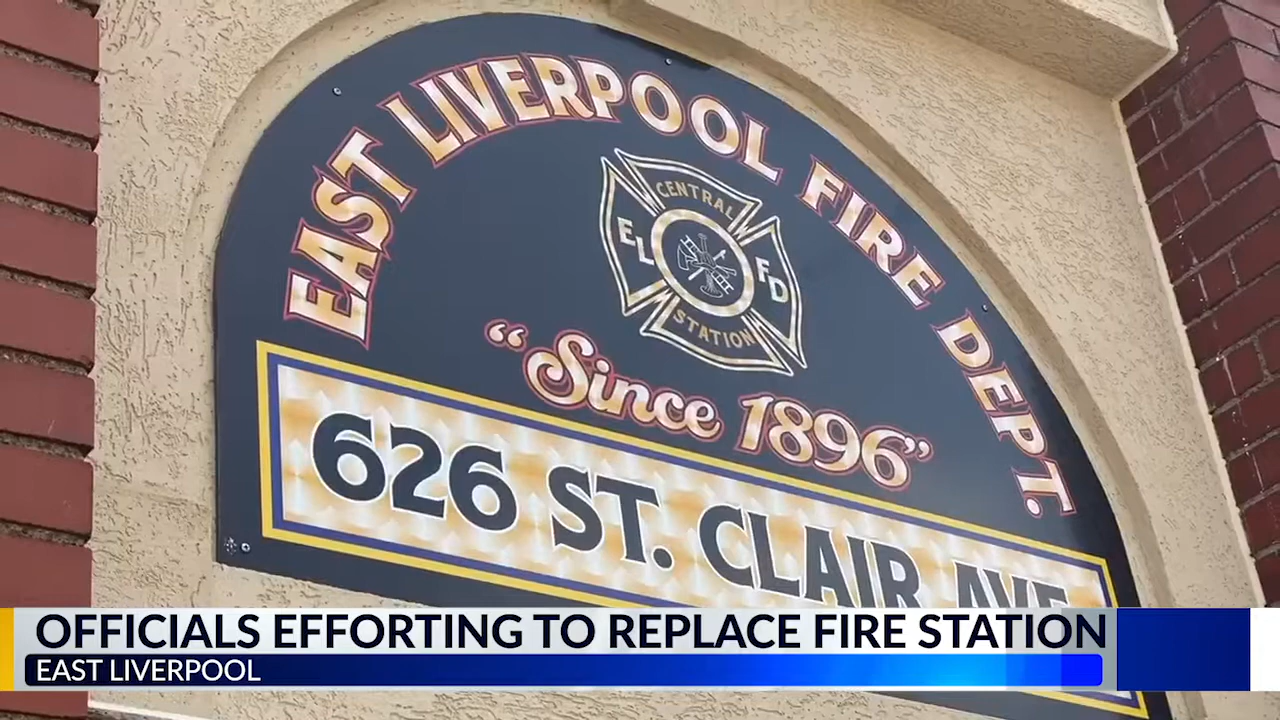 EAST LIVERPOOL FIRE DEPT.
CENTRAL
EL FD
STATION
“Since 1896”
626 ST. CLAIR AVE
OFFICIALS EFFORTING TO REPLACE FIRE STATION
EAST LIVERPOOL